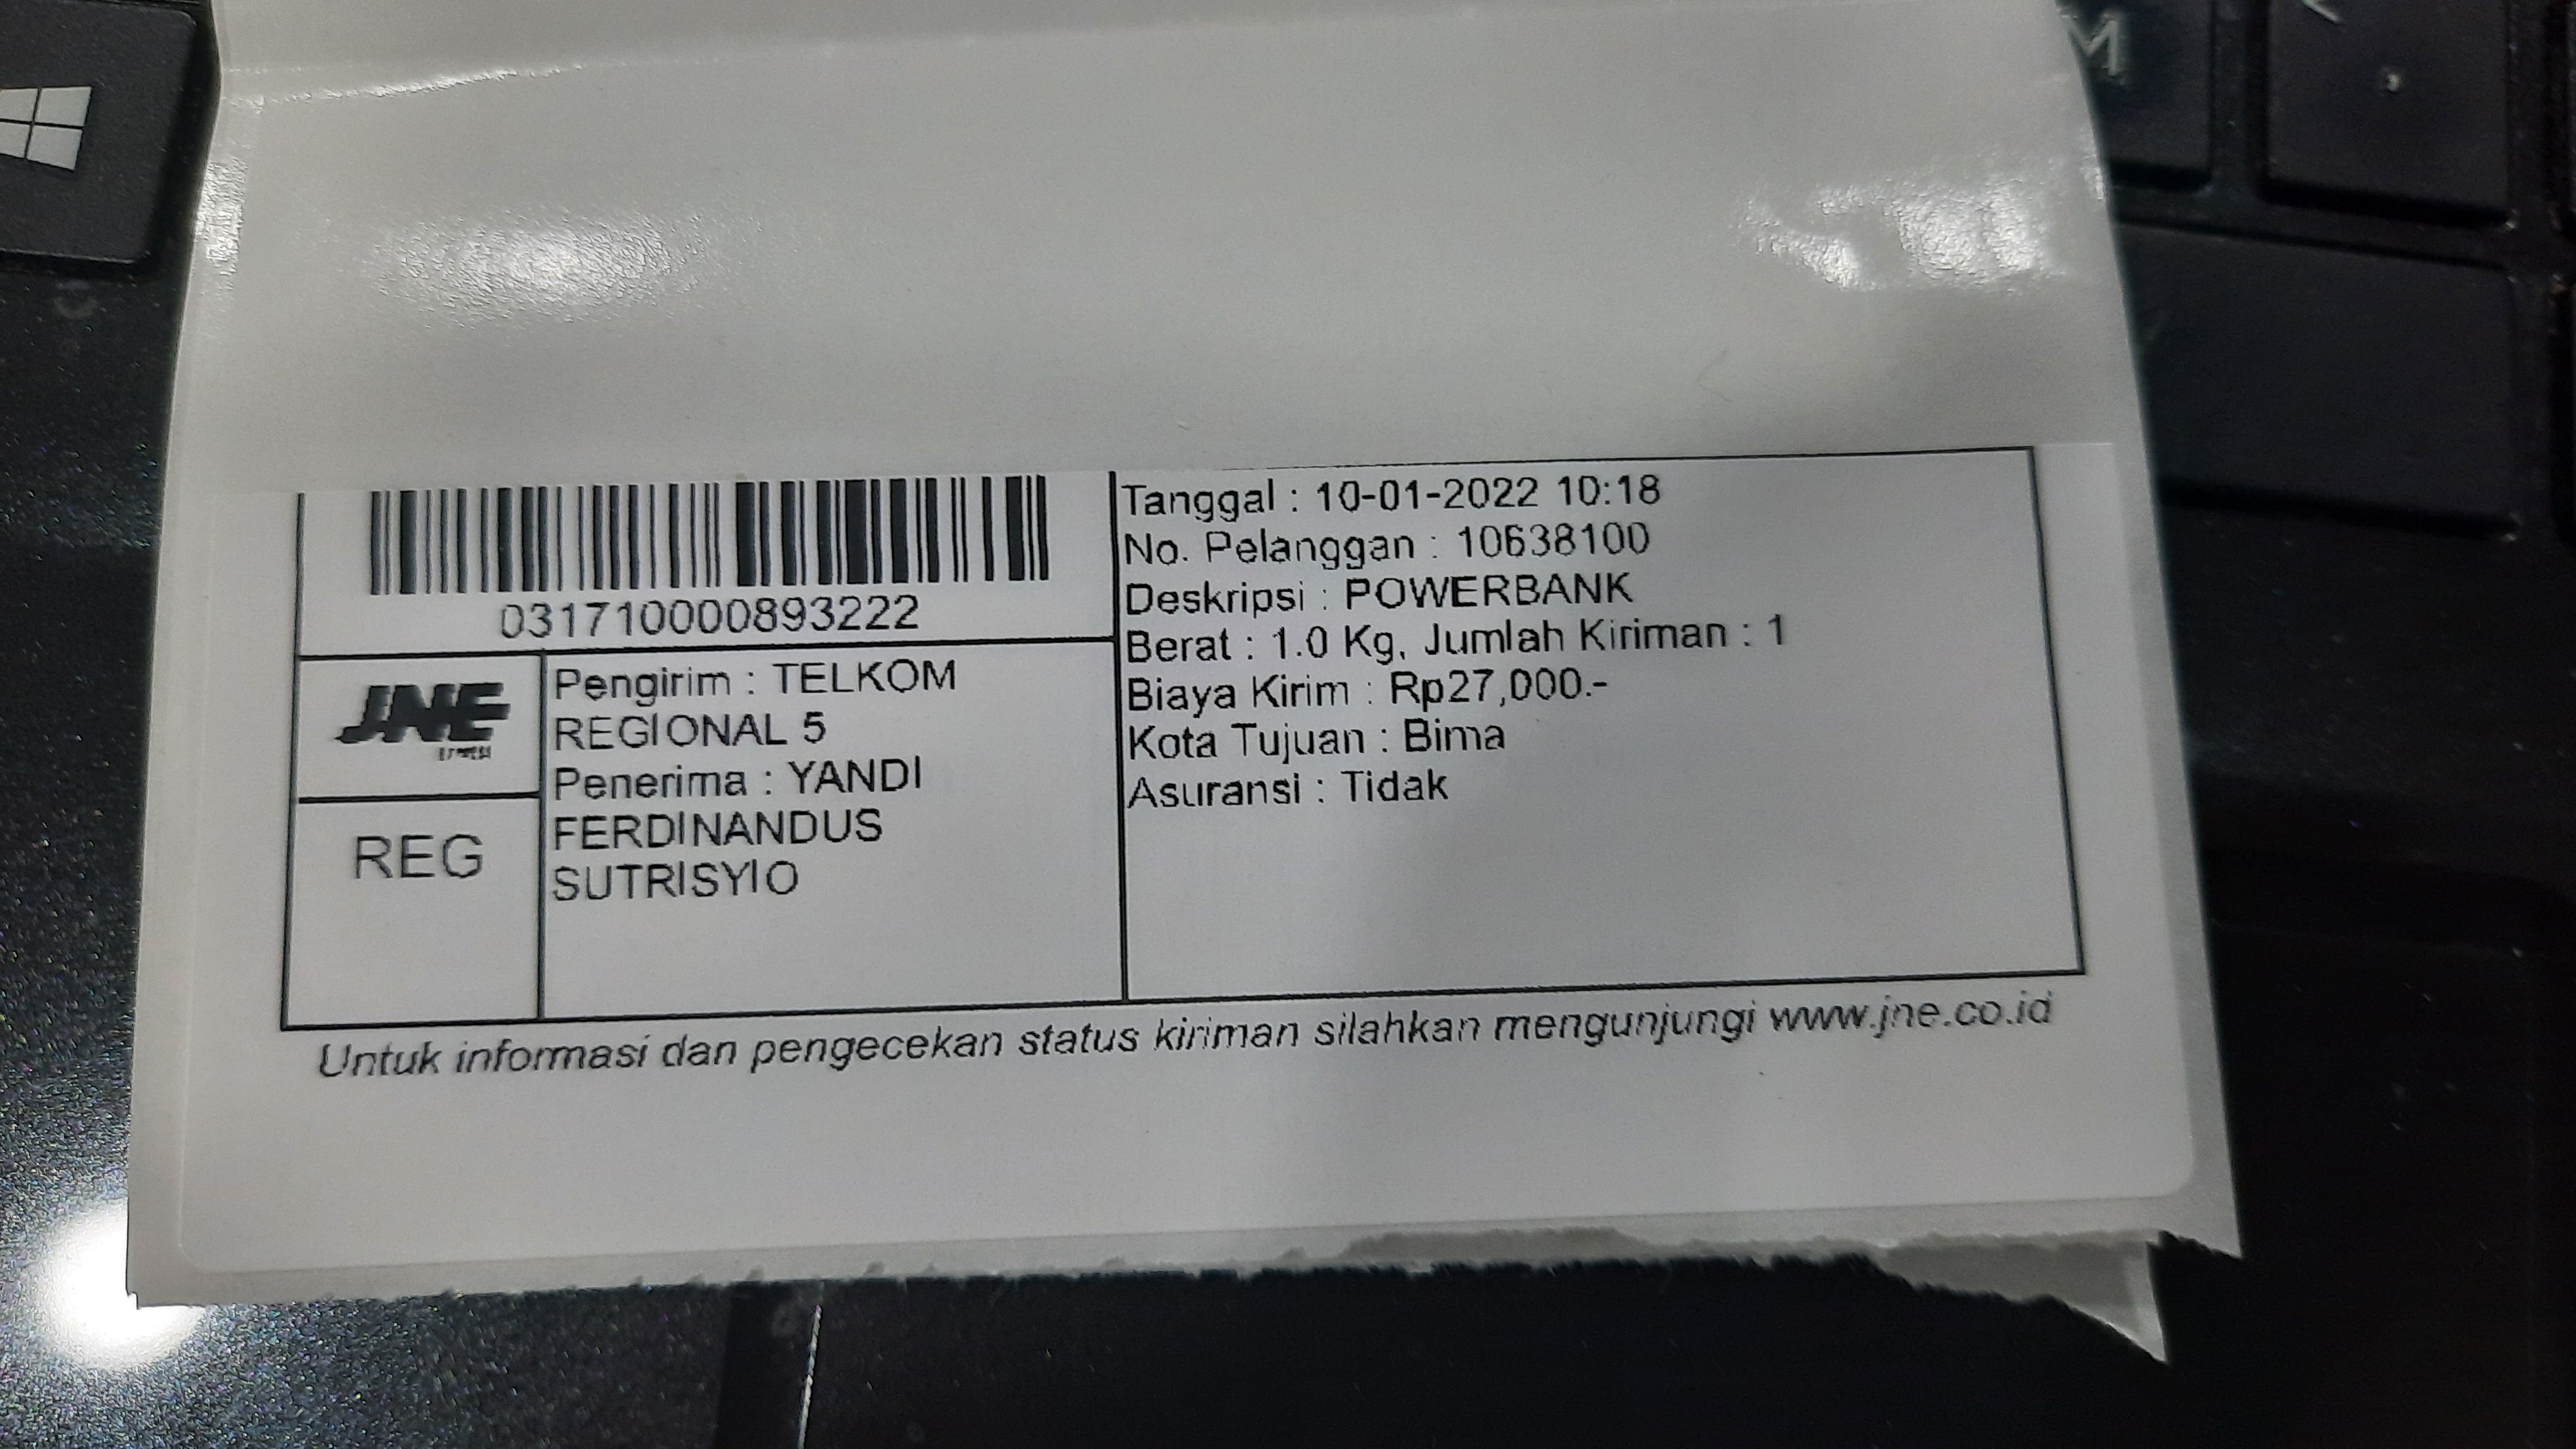 031710000893222
JNE
REG
Pengirim : TELKOM
REGIONAL 5
Penerima : YANDI
FERDINANDUS
SUTRISYIO
Tanggal : 10-01-2022 10:18
No. Pelanggan : 10638100
Deskripsi : POWERBANK
Berat : 1.0 Kg, Jumlah Kiriman : 1
Biaya Kirim : Rp27,000.-
Kota Tujuan : Bima
Asuransi : Tidak
Untuk informasi dan pengecekan status kiriman silahkan mengunjungi www.jne.co.id
M